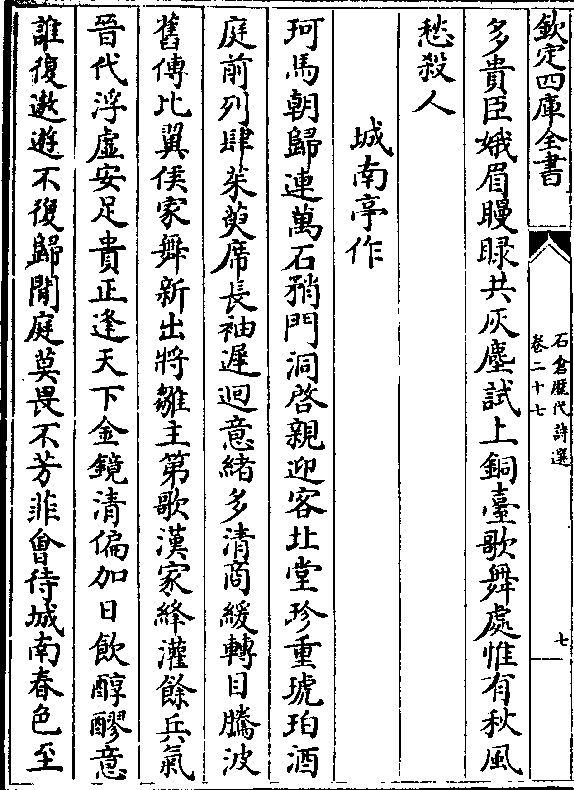 欽定四庫全書
石倉歷代詩選
卷二十七
七
多貴臣娥眉曼睩共灰塵試上銅臺歌舞處惟有秋風
愁殺人
城南亭作
珂馬朝歸連萬石稍門洞啓親迎客北堂珍重琥珀酒
庭前列肆茱萸席長袖遲迴意緒多清商緩轉目騰波
舊傳比翼侯家舞新出將雛主第歌漢家絳灌餘兵氣
晉代浮虛安足貴正逢天下金鏡清偏加日飲醇醪意
誰復遨遊不復歸閒庭莫畏不芳菲會待城南春色至